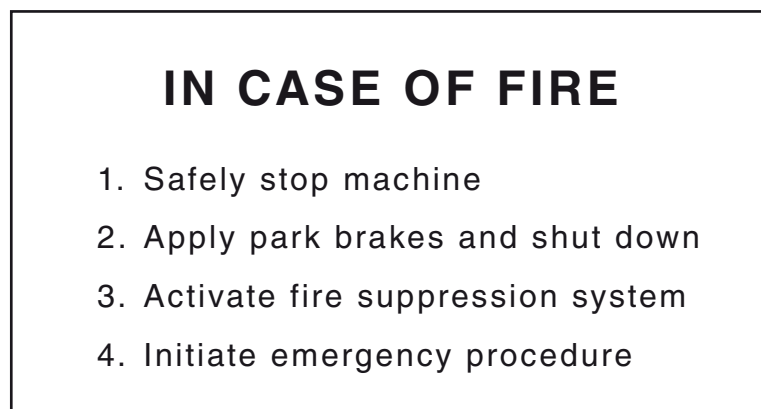 IN CASE OF FIRE
1. Safely stop machine
2. Apply park brakes and shut down
3. Activate fire suppression system
4. Initiate emergency procedure